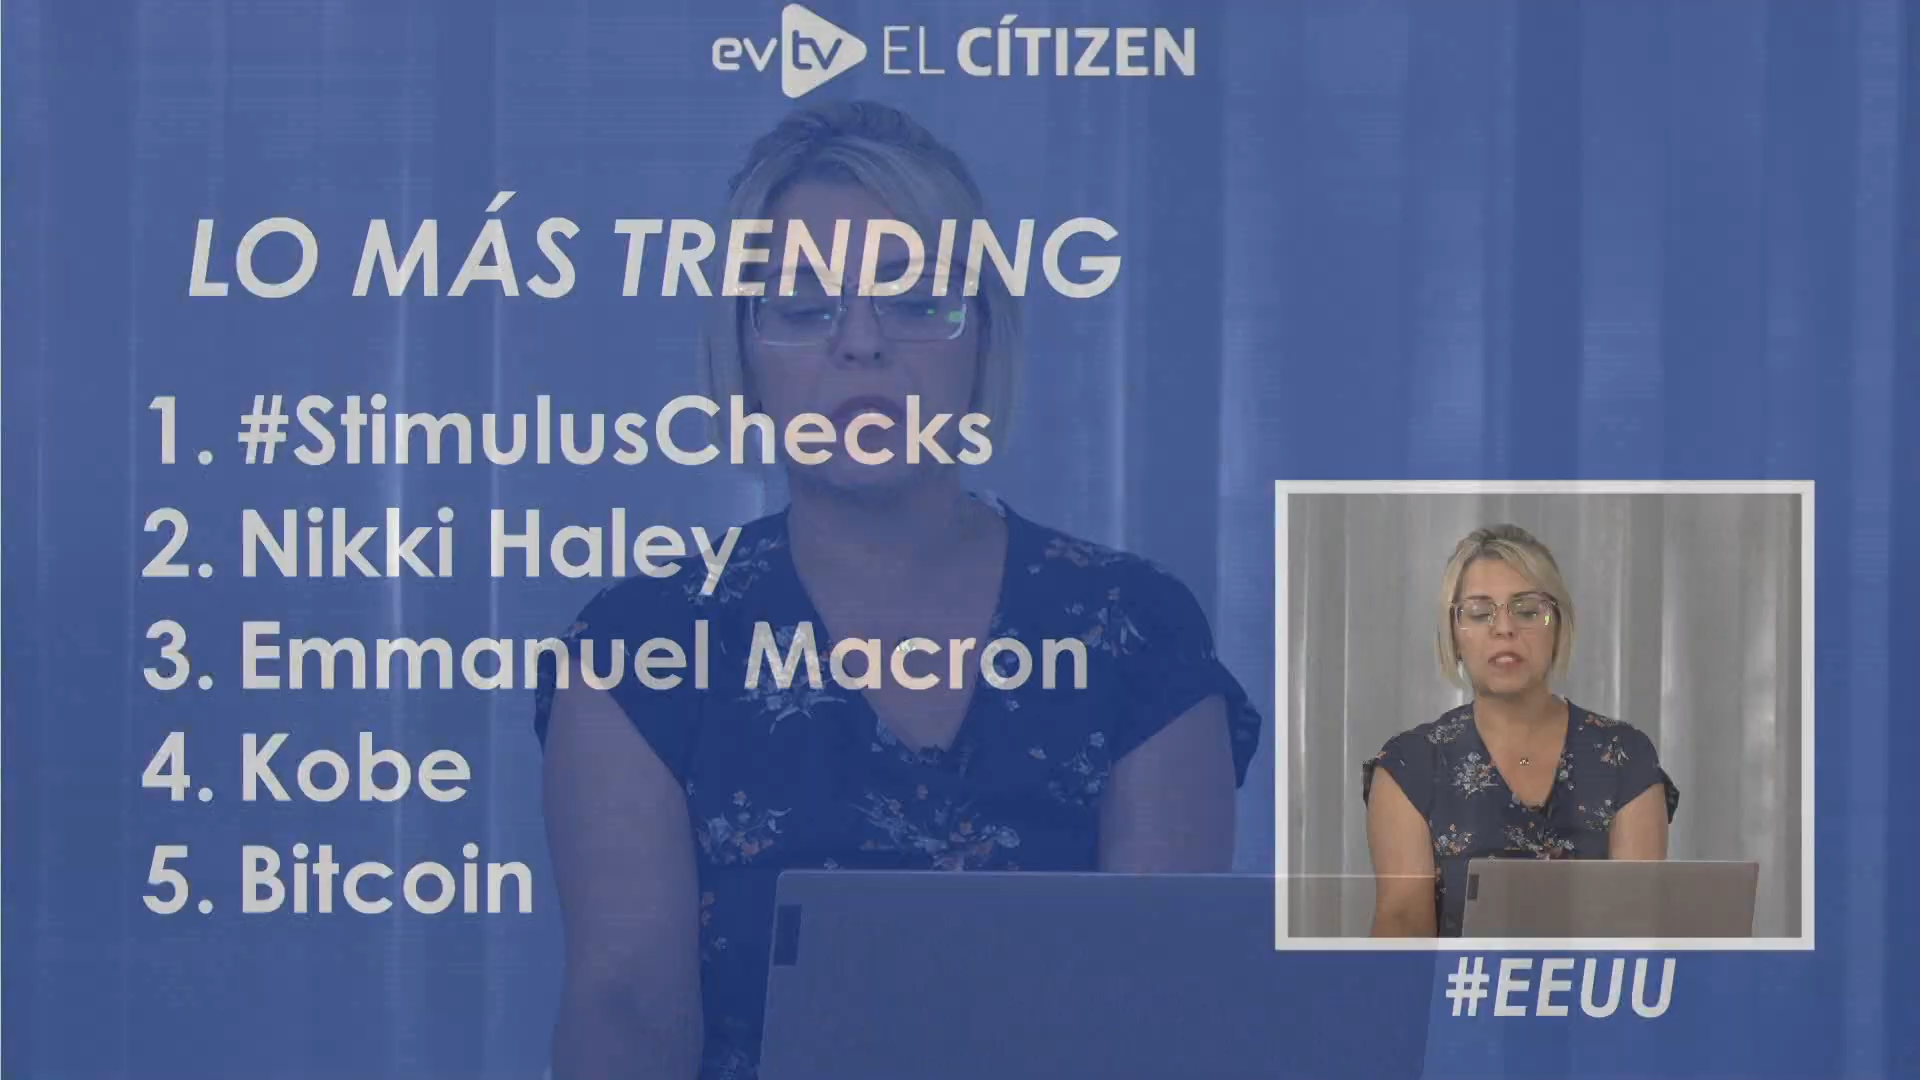 evtv EL CÍTIZEN
LO MÁS TRENDING
1. #StimulusChecks
2. Nikki Haley
3. Emmanuel Macron
4. Kobe
5. Bitcoin
#EEUU